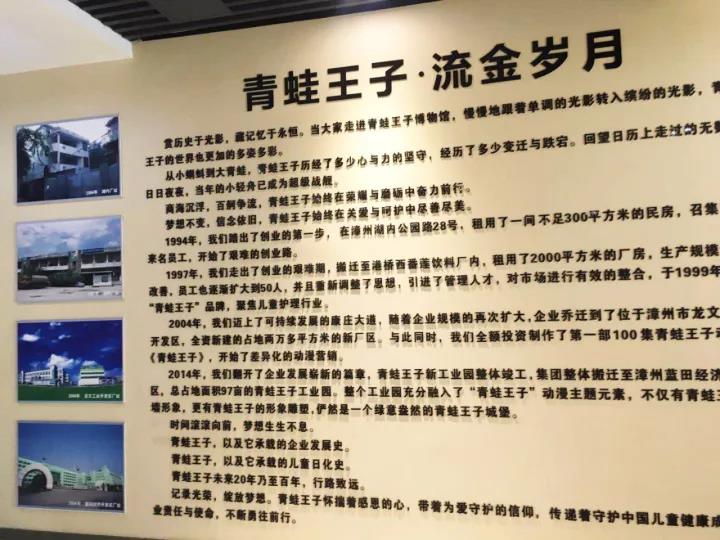 青蛙王子·流金岁月
赏历史于光影，藏记忆于永恒。当大家走进青蛙王子博物馆，慢慢地跟着单调的光影转入缤纷的光影，青
王子的世界也更加的多姿多彩。
从小蝌蚪到大青蛙，青蛙王子历经了多少心与力的坚守，经历了多少变迁与跌宕。回望日历上走过的无数
日日夜夜，当年的小轻舟已成为超级战舰。
商海沉浮，百舸争流，青蛙王子始终在荣耀与磨砺中奋力前行。
梦想不变，信念依旧，青蛙王子始终在关爱与呵护中尽善尽美。
1994年，我们踏出了创业的第一步，在漳州湖内公园路28号，租用了一间不足300平方米的民房，召集
来名员工，开始了艰难的创业路。
1997年，我们走出了创业的艰难期，搬迁至港桥西番莲饮料厂内，租用了2000平方米的厂房，生产规模
改善，员工也逐渐扩大到50人，并且重新调整了思想，引进了管理人才，对市场进行有效的整合，于1999年
“青蛙王子”品牌，聚焦儿童护理行业。
2004年，我们迈上了可持续发展的康庄大道，随着企业规模的再次扩大，企业乔迁到了位于漳州市龙文
开发区，全资新建的占地两万多平方米的新厂区。与此同时，我们全额投资制作了第一部100集青蛙王子动
《青蛙王子》，开始了差异化的动漫营销。
2014年，我们翻开了企业发展崭新的篇章，青蛙王子新工业园整体竣工，集团整体搬迁至漳州蓝田经济
区，总占地面积97亩的青蛙王子工业园。整个工业园充分融入了“青蛙王子”动漫主题元素，不仅有青蛙王
墙形象，更有青蛙王子的形象雕塑，俨然是一个绿意盎然的青蛙王子城堡。
时间滚滚向前，梦想生生不息。
青蛙王子，以及它承载的企业发展史。
青蛙王子，以及它承载的儿童日化史。
青蛙王子未来20年乃至百年，行路致远。
记录光荣，绽放梦想。青蛙王子怀揣着感恩的心，带着为爱守护的信仰，传递着守护中国儿童健康成
业责任与使命，不断勇往前行。